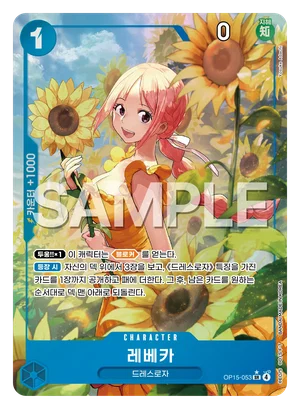 1
0
지혜
知
카운터 +1000
SAMPLE
두웅!!×1 이 캐릭터는 블로커 를 얻는다.
등장 시 자신의 덱 위에서 3장을 보고, 《드레스로자》 특징을 가진
카드를 1장까지 공개하고 패에 더한다. 그 후, 남은 카드를 원하는
순서대로 덱 맨 아래로 되돌린다.
CHARACTER
레베카
드레스로자
OP15-053 SR 4